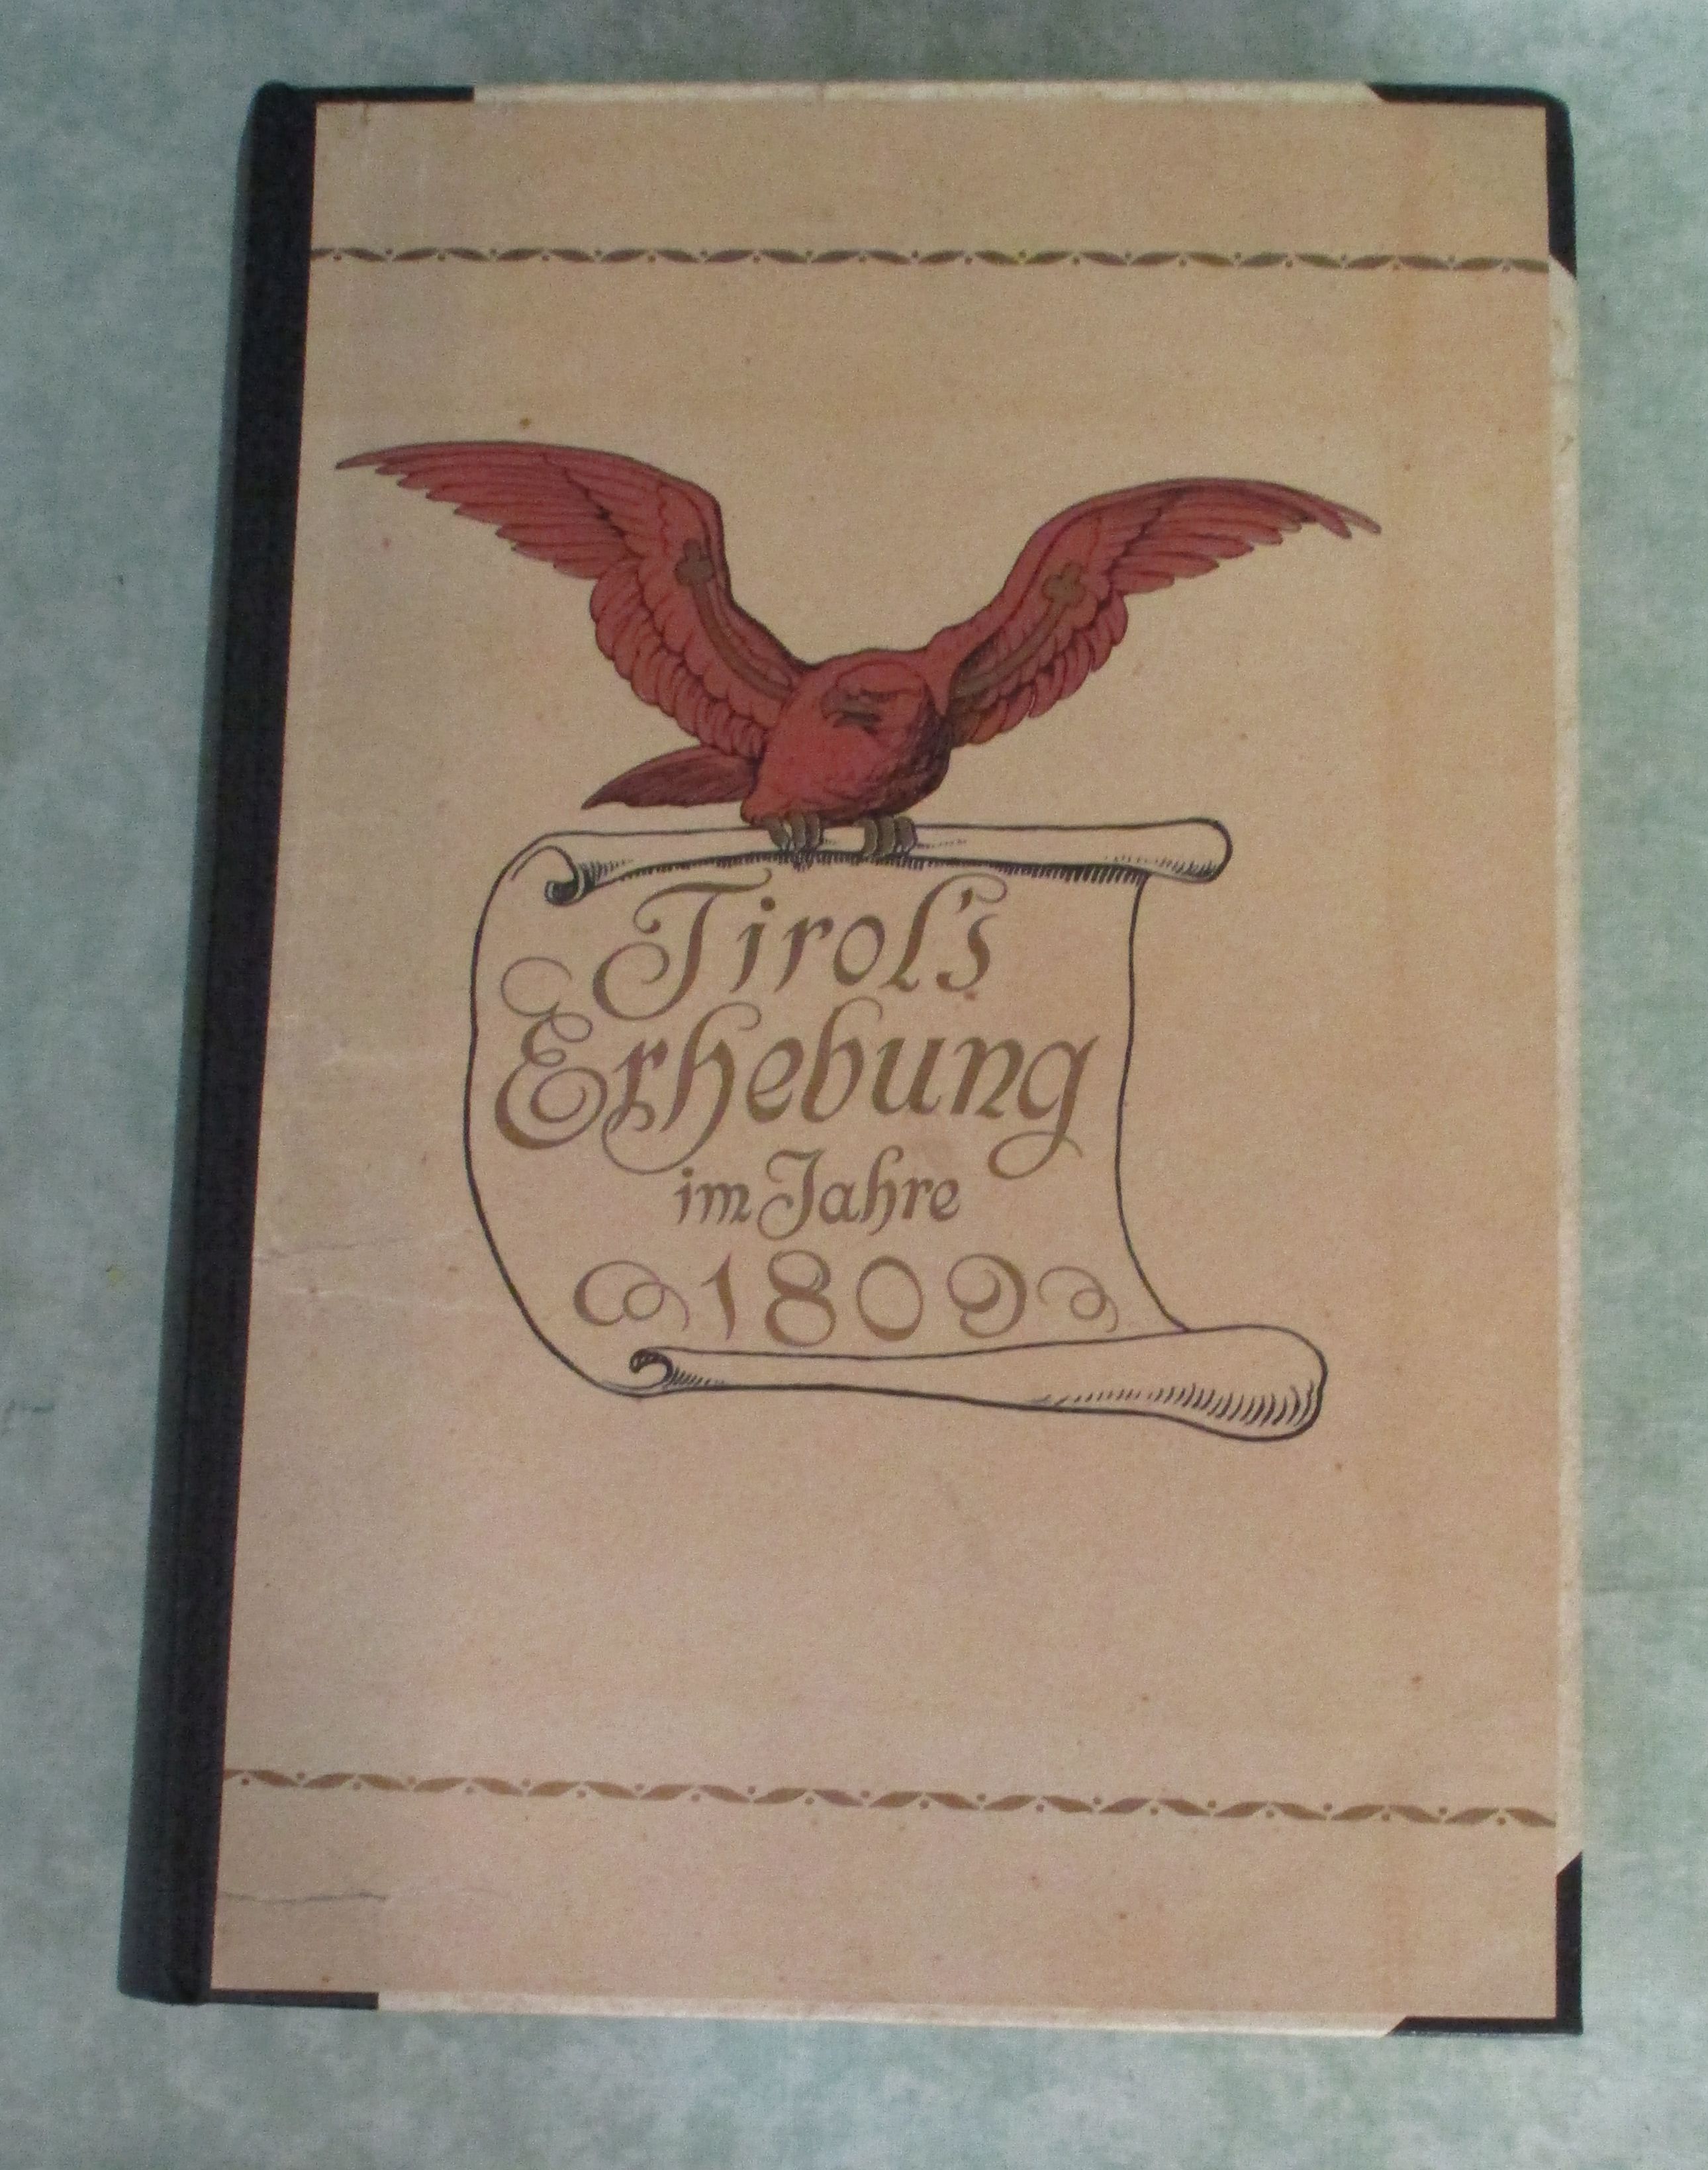 Tirol's
Erhebung
im Jahre
1809